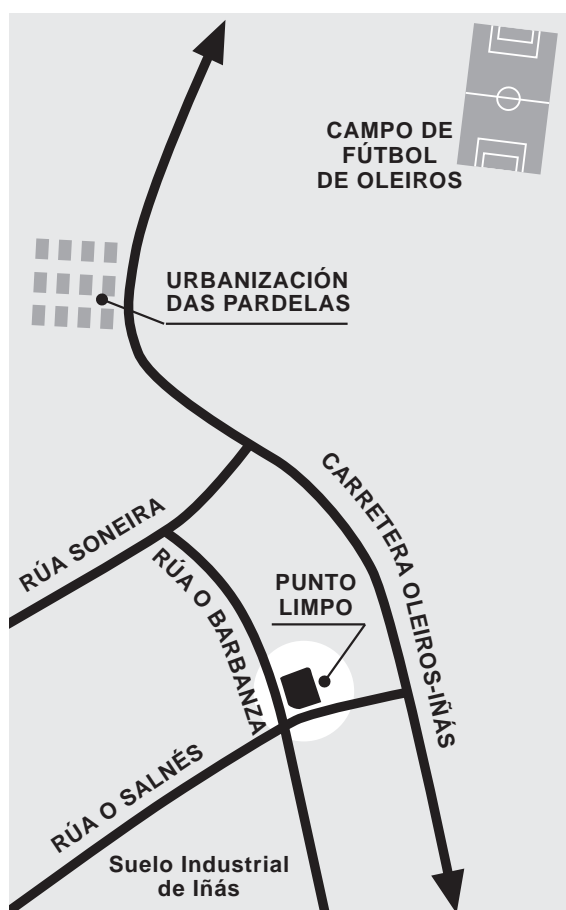 CAMPO DE
FÚTBOL
DE OLEIROS
URBANIZACIÓN
DAS PARDELAS
CARRETERA OLEIROS-IÑÁS
RÚA SONEIRA
RÚA O BARBANZA
PUNTO
LIMPO
RÚA O SALNÉS
Suelo Industrial
de Iñás